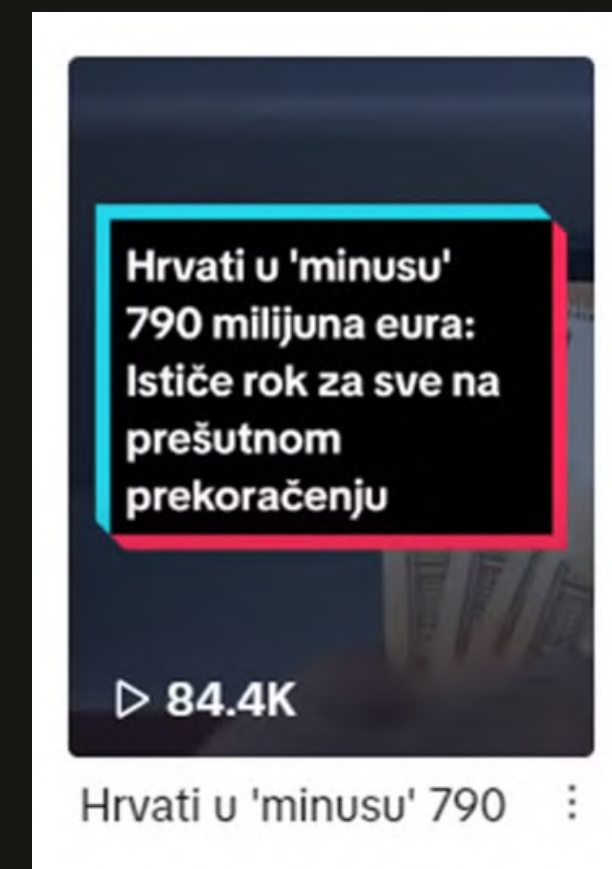 Hrvati u 'minusu'
790 milijuna eura:
Ističe rok za sve na
prešutnom
prekoračenju
84.4K
Hrvati u 'minusu' 790